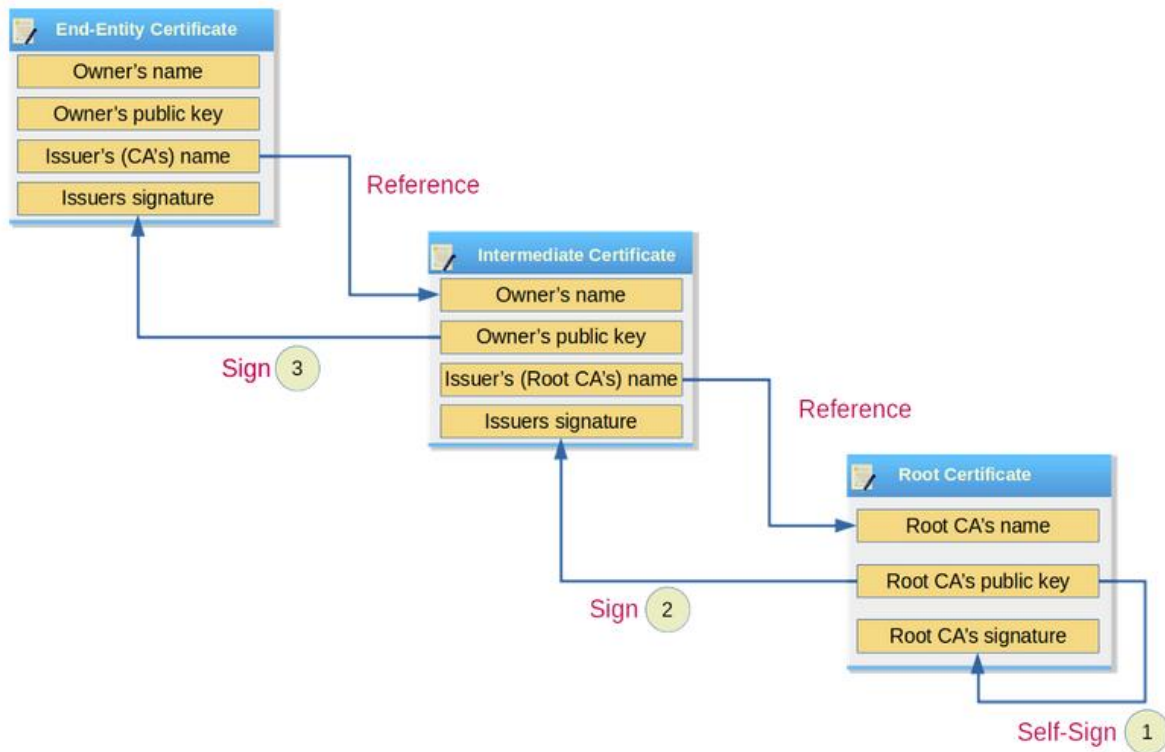 End-Entity Certificate
Owner's name
Owner's public key
Issuer's (CA's) name
Issuers signature
Reference
Intermediate Certificate
Owner's name
Owner's public key
Issuer's (Root CA's) name
Issuers signature
Sign 3
Reference
Root Certificate
Root CA's name
Root CA's public key
Root CA's signature
Sign 2
Self-Sign 1